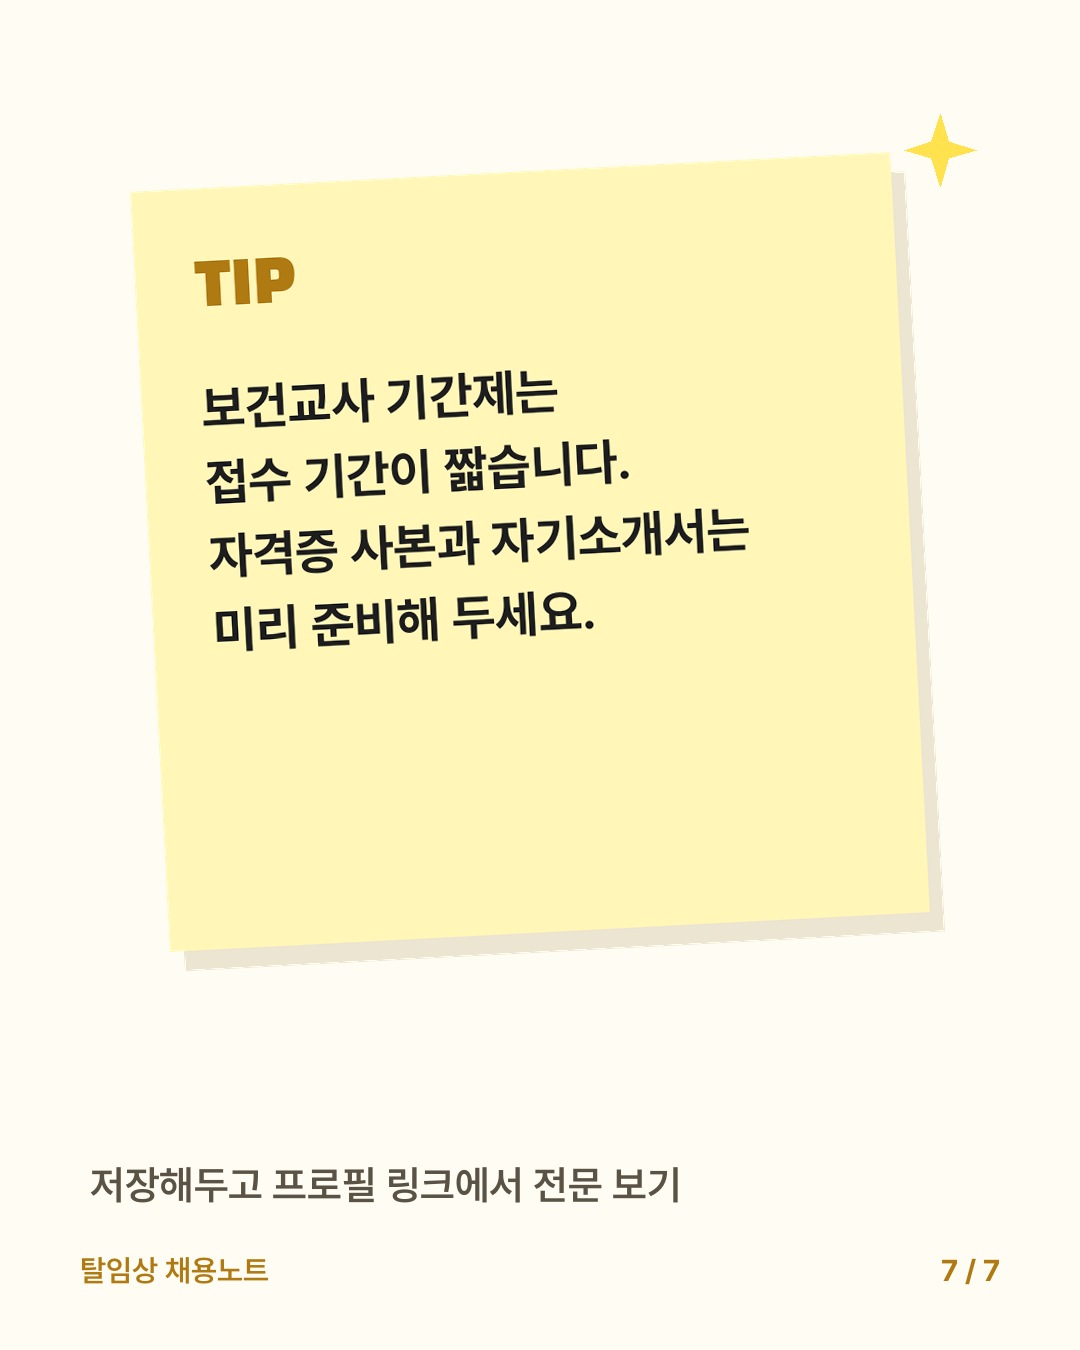 TIP
보건교사 기간제는
접수 기간이 짧습니다.
자격증 사본과 자기소개서는
미리 준비해 두세요.
저장해두고 프로필 링크에서 전문 보기
탈임상 채용노트
7 / 7